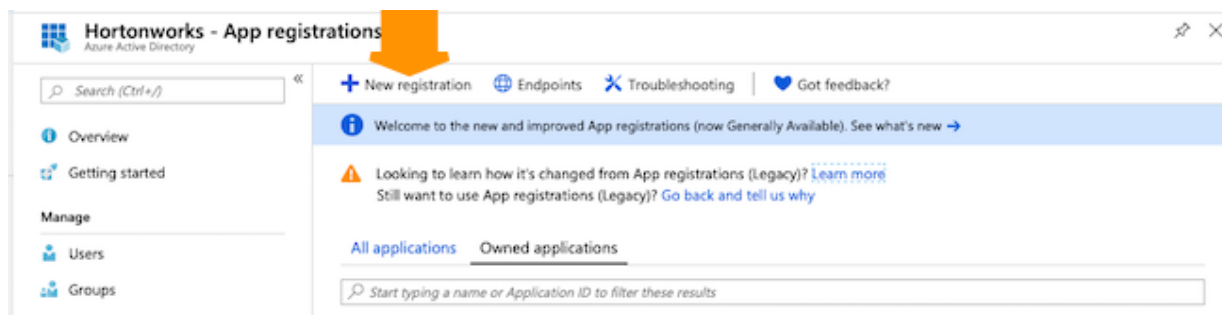 Hortonworks - App registrations
Azure Active Directory
Search (Ctrl+/)
«
Overview
Getting started
Manage
Users
Groups
New registration Endpoints Troubleshooting Got feedback?
Welcome to the new and improved App registrations (now Generally Available). See what's new →
Looking to learn how it's changed from App registrations (Legacy)? Learn more
Still want to use App registrations (Legacy)? Go back and tell us why
All applications Owned applications
Start typing a name or Application ID to filter these results